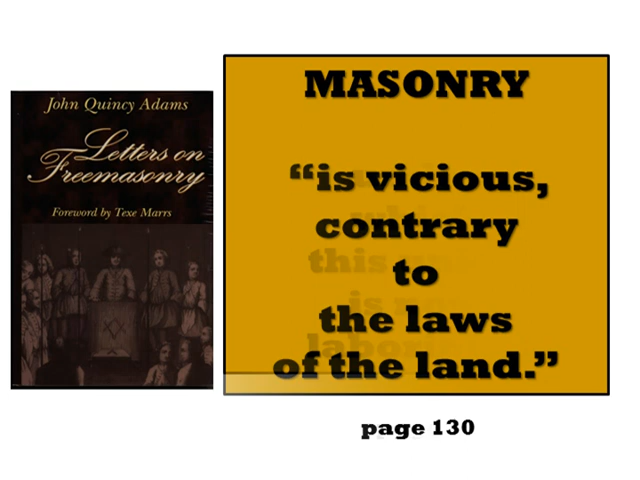 John Quincy Adams
Letters on
Freemasonry
Foreword by Texe Marrs
MASONRY
“is vicious,
contrary
to
the laws
of the land.”
page 130